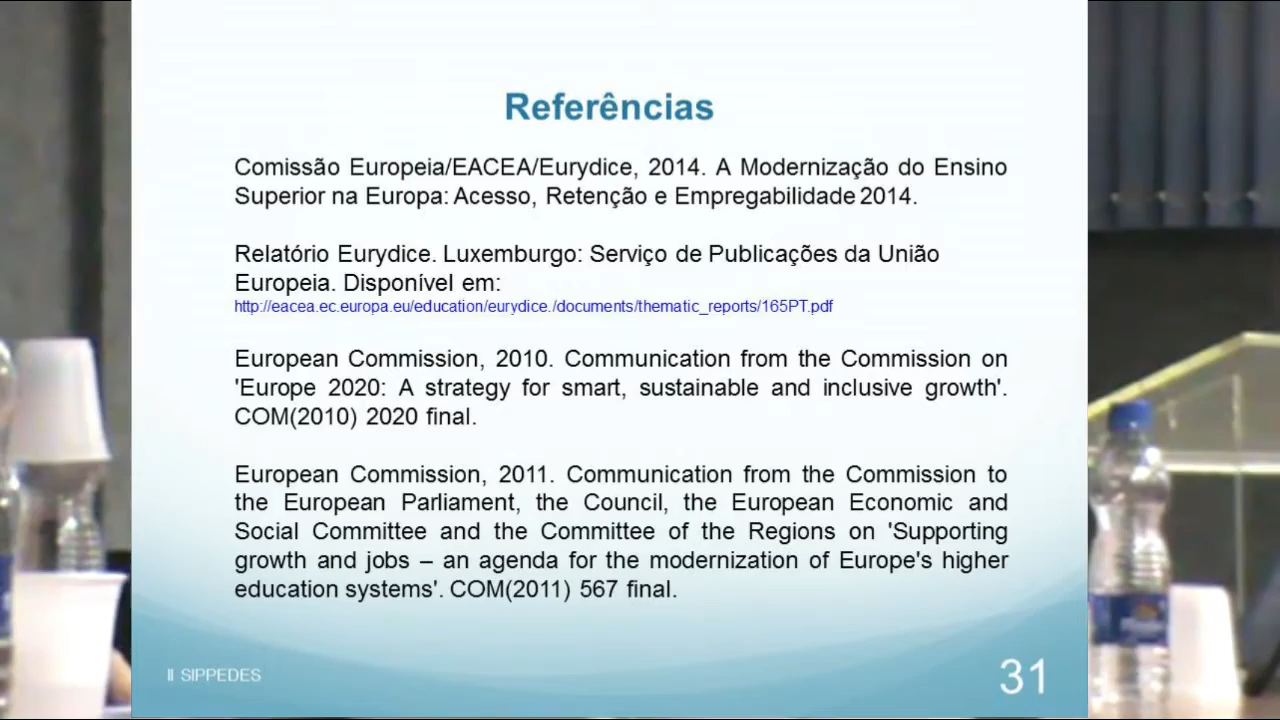 Referências
Comissão Europeia/EACEA/Eurydice, 2014. A Modernização do Ensino
Superior na Europa: Acesso, Retenção e Empregabilidade 2014.
Relatório Eurydice. Luxemburgo: Serviço de Publicações da União
Europeia. Disponível em:
http://eacea.ec.europa.eu/education/eurydice./documents/thematic_reports/165PT.pdf
European Commission, 2010. Communication from the Commission on
'Europe 2020: A strategy for smart, sustainable and inclusive growth'.
COM(2010) 2020 final.
European Commission, 2011. Communication from the Commission to
the European Parliament, the Council, the European Economic and
Social Committee and the Committee of the Regions on 'Supporting
growth and jobs – an agenda for the modernization of Europe's higher
education systems'. COM(2011) 567 final.
II SIPPEDES
31